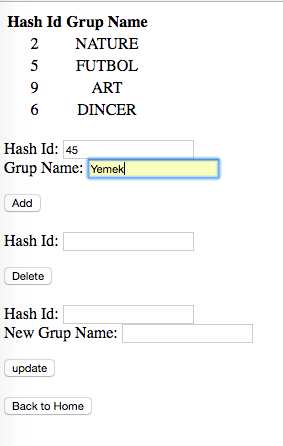 Hash Id Grup Name
2 NATURE
5 FUTBOL
9 ART
6 DINCER
Hash Id: 45
Grup Name: Yemek
Add
Hash Id:
Delete
Hash Id:
New Grup Name:
update
Back to Home